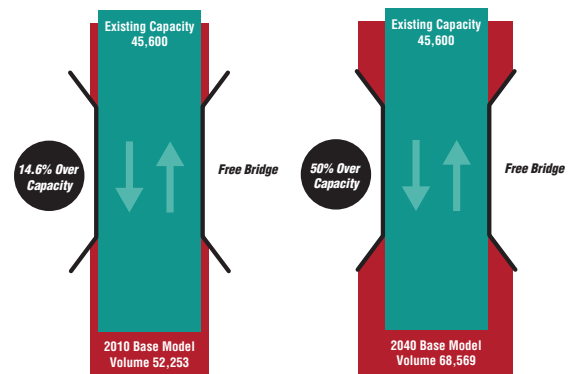 Existing Capacity
45,600
14.6% Over
Capacity
Free Bridge
2010 Base Model
Volume 52,253
Existing Capacity
45,600
50% Over
Capacity
Free Bridge
2040 Base Model
Volume 68,569